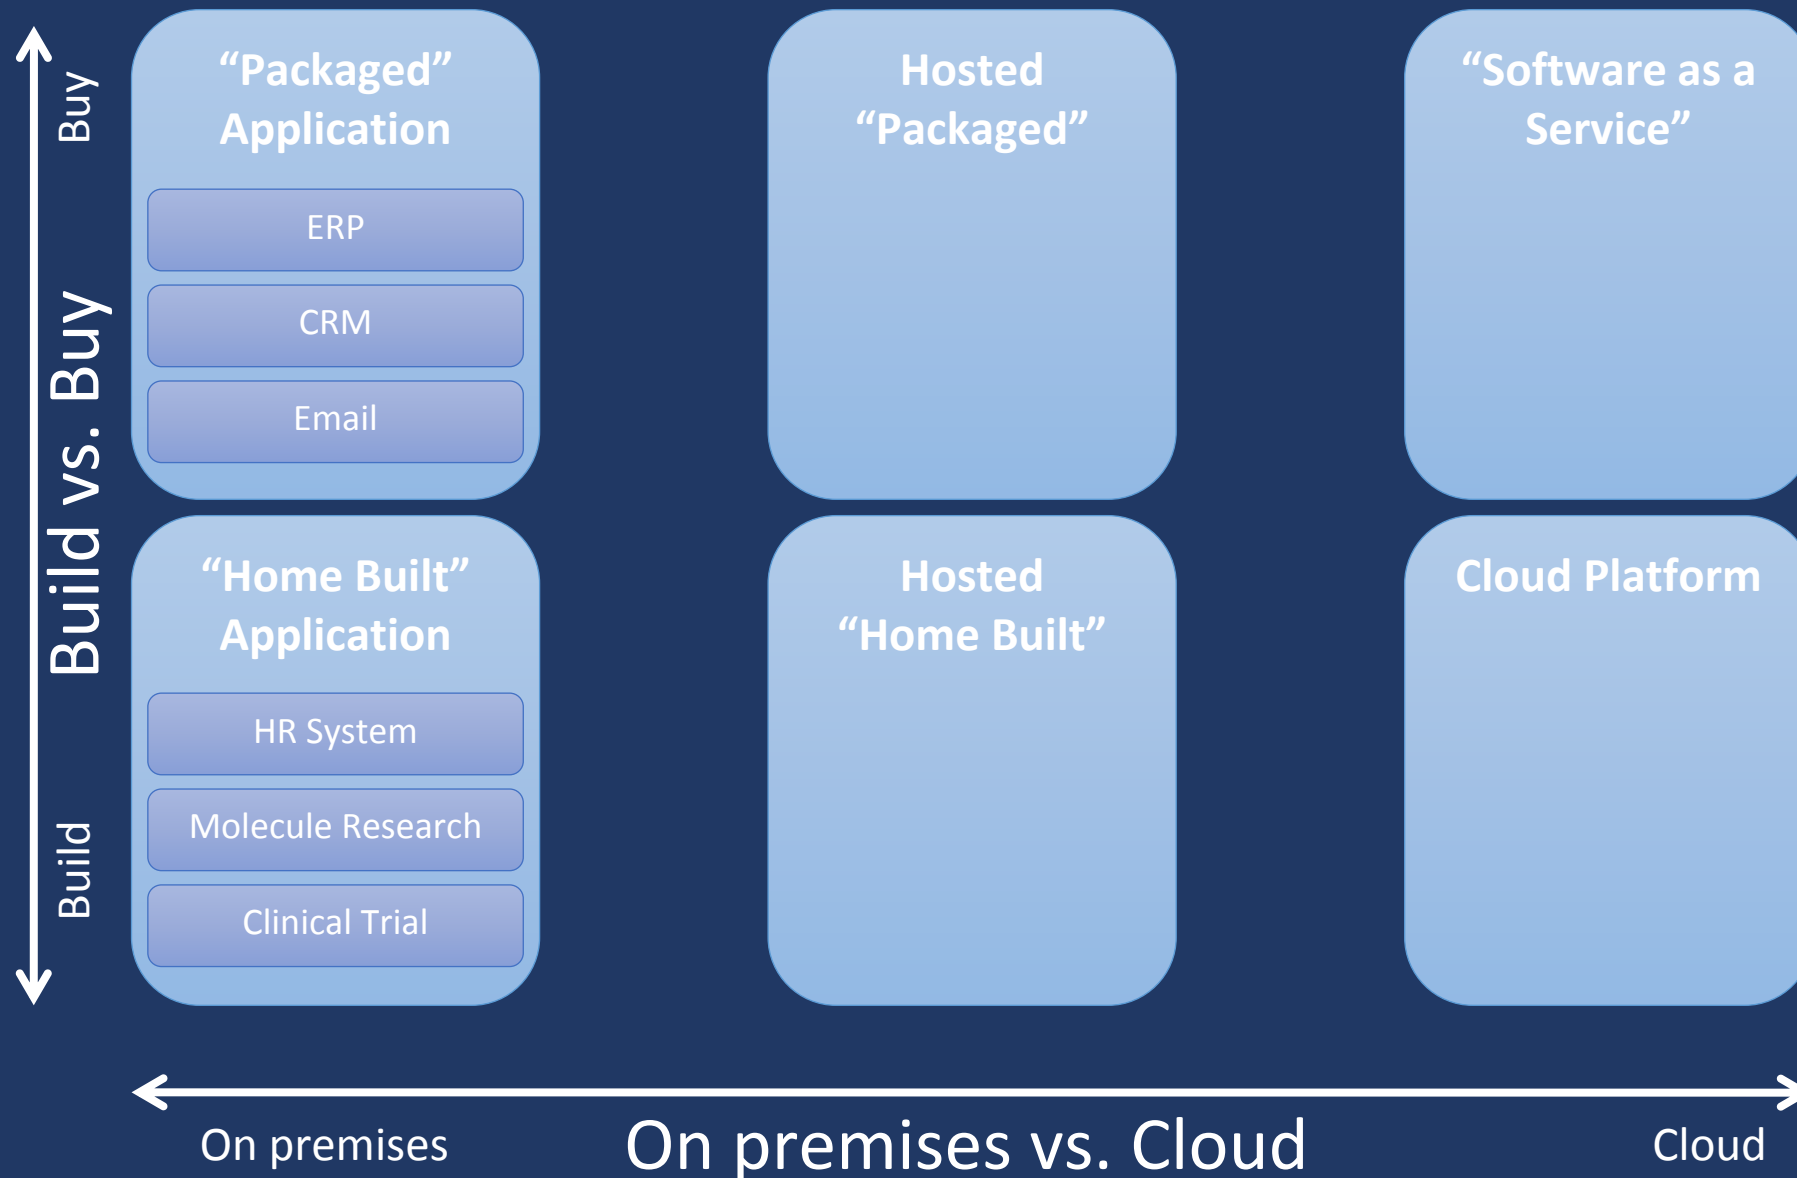 Buy
Build vs. Buy
Build
“Packaged”
Application
ERP
CRM
Email
Hosted
“Packaged”
“Software as a
Service”
“Home Built”
Application
HR System
Molecule Research
Clinical Trial
Hosted
“Home Built”
Cloud Platform
On premises
On premises vs. Cloud
Cloud